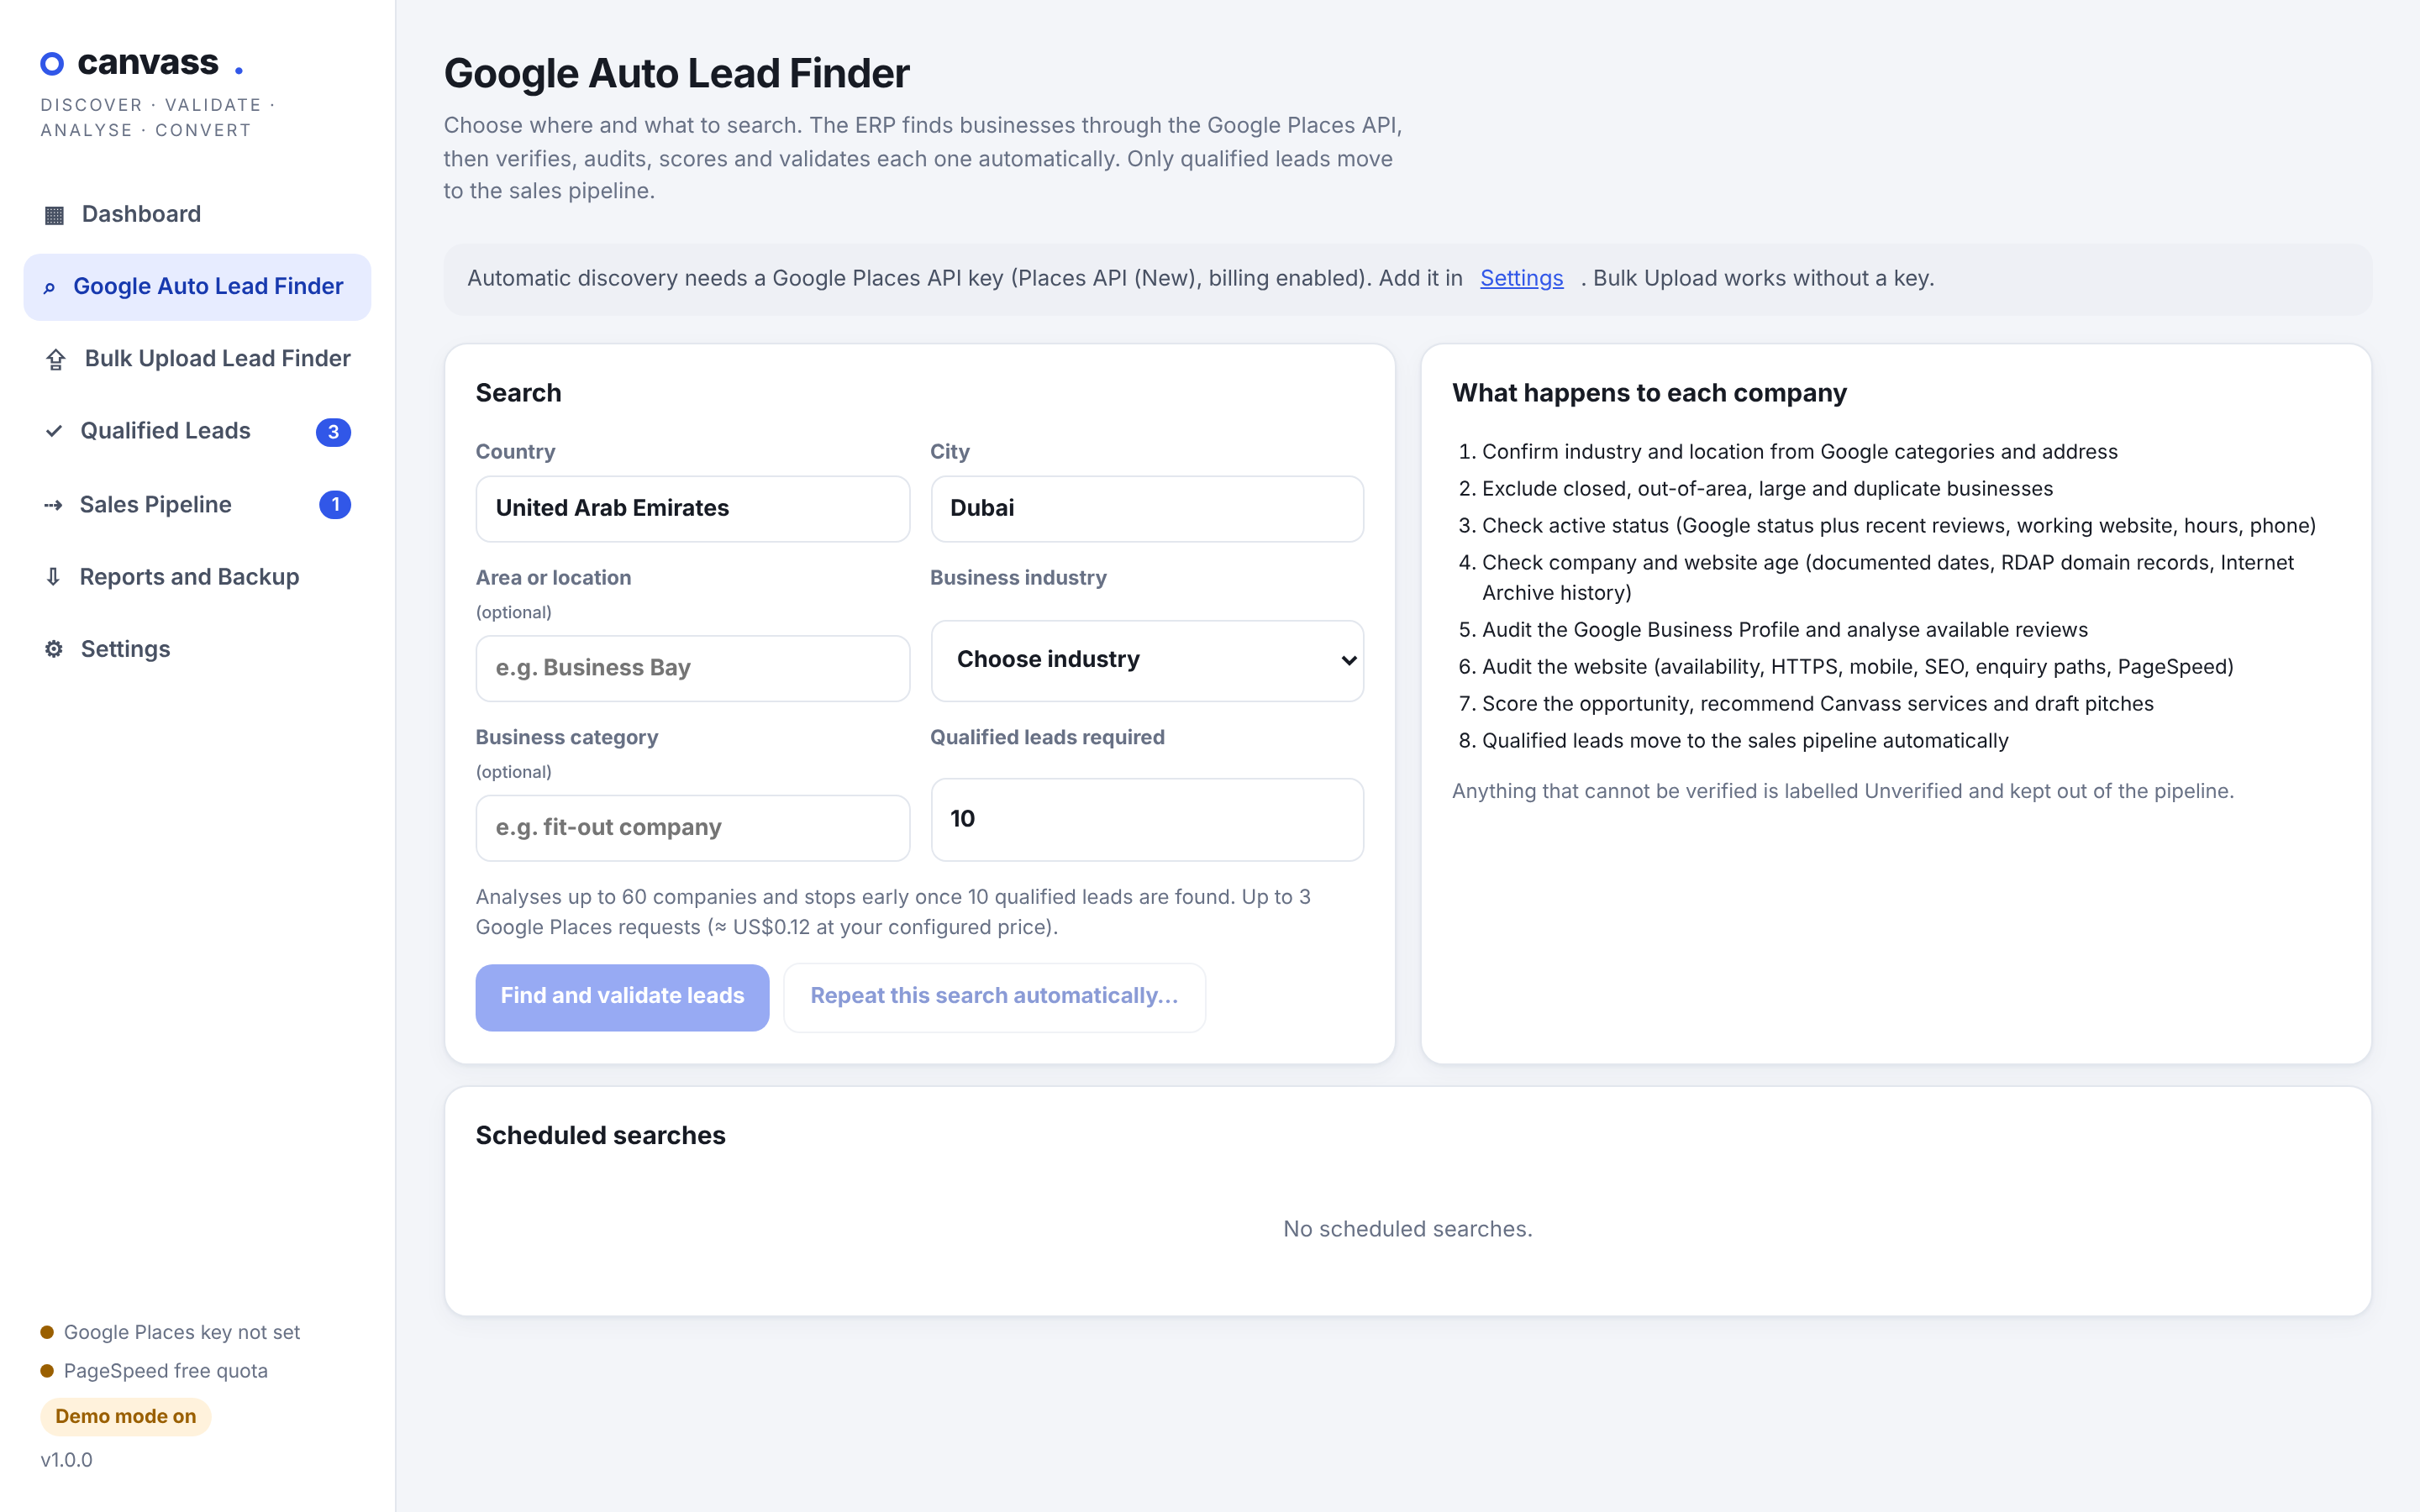 canvass .
DISCOVER · VALIDATE ·
ANALYSE · CONVERT
Dashboard
Google Auto Lead Finder
Bulk Upload Lead Finder
Qualified Leads 3
Sales Pipeline 1
Reports and Backup
Settings
Google Places key not set
PageSpeed free quota
Demo mode on
v1.0.0
Google Auto Lead Finder
Choose where and what to search. The ERP finds businesses through the Google Places API,
then verifies, audits, scores and validates each one automatically. Only qualified leads move
to the sales pipeline.
Automatic discovery needs a Google Places API key (Places API (New), billing enabled). Add it in Settings . Bulk Upload works without a key.
Search
Country
United Arab Emirates
City
Dubai
Area or location
(optional)
e.g. Business Bay
Business industry
Choose industry
Business category
(optional)
e.g. fit-out company
Qualified leads required
10
Analyses up to 60 companies and stops early once 10 qualified leads are found. Up to 3
Google Places requests (≈ US$0.12 at your configured price).
Find and validate leads
Repeat this search automatically...
What happens to each company
1. Confirm industry and location from Google categories and address
2. Exclude closed, out-of-area, large and duplicate businesses
3. Check active status (Google status plus recent reviews, working website, hours, phone)
4. Check company and website age (documented dates, RDAP domain records, Internet
Archive history)
5. Audit the Google Business Profile and analyse available reviews
6. Audit the website (availability, HTTPS, mobile, SEO, enquiry paths, PageSpeed)
7. Score the opportunity, recommend Canvass services and draft pitches
8. Qualified leads move to the sales pipeline automatically
Anything that cannot be verified is labelled Unverified and kept out of the pipeline.
Scheduled searches
No scheduled searches.